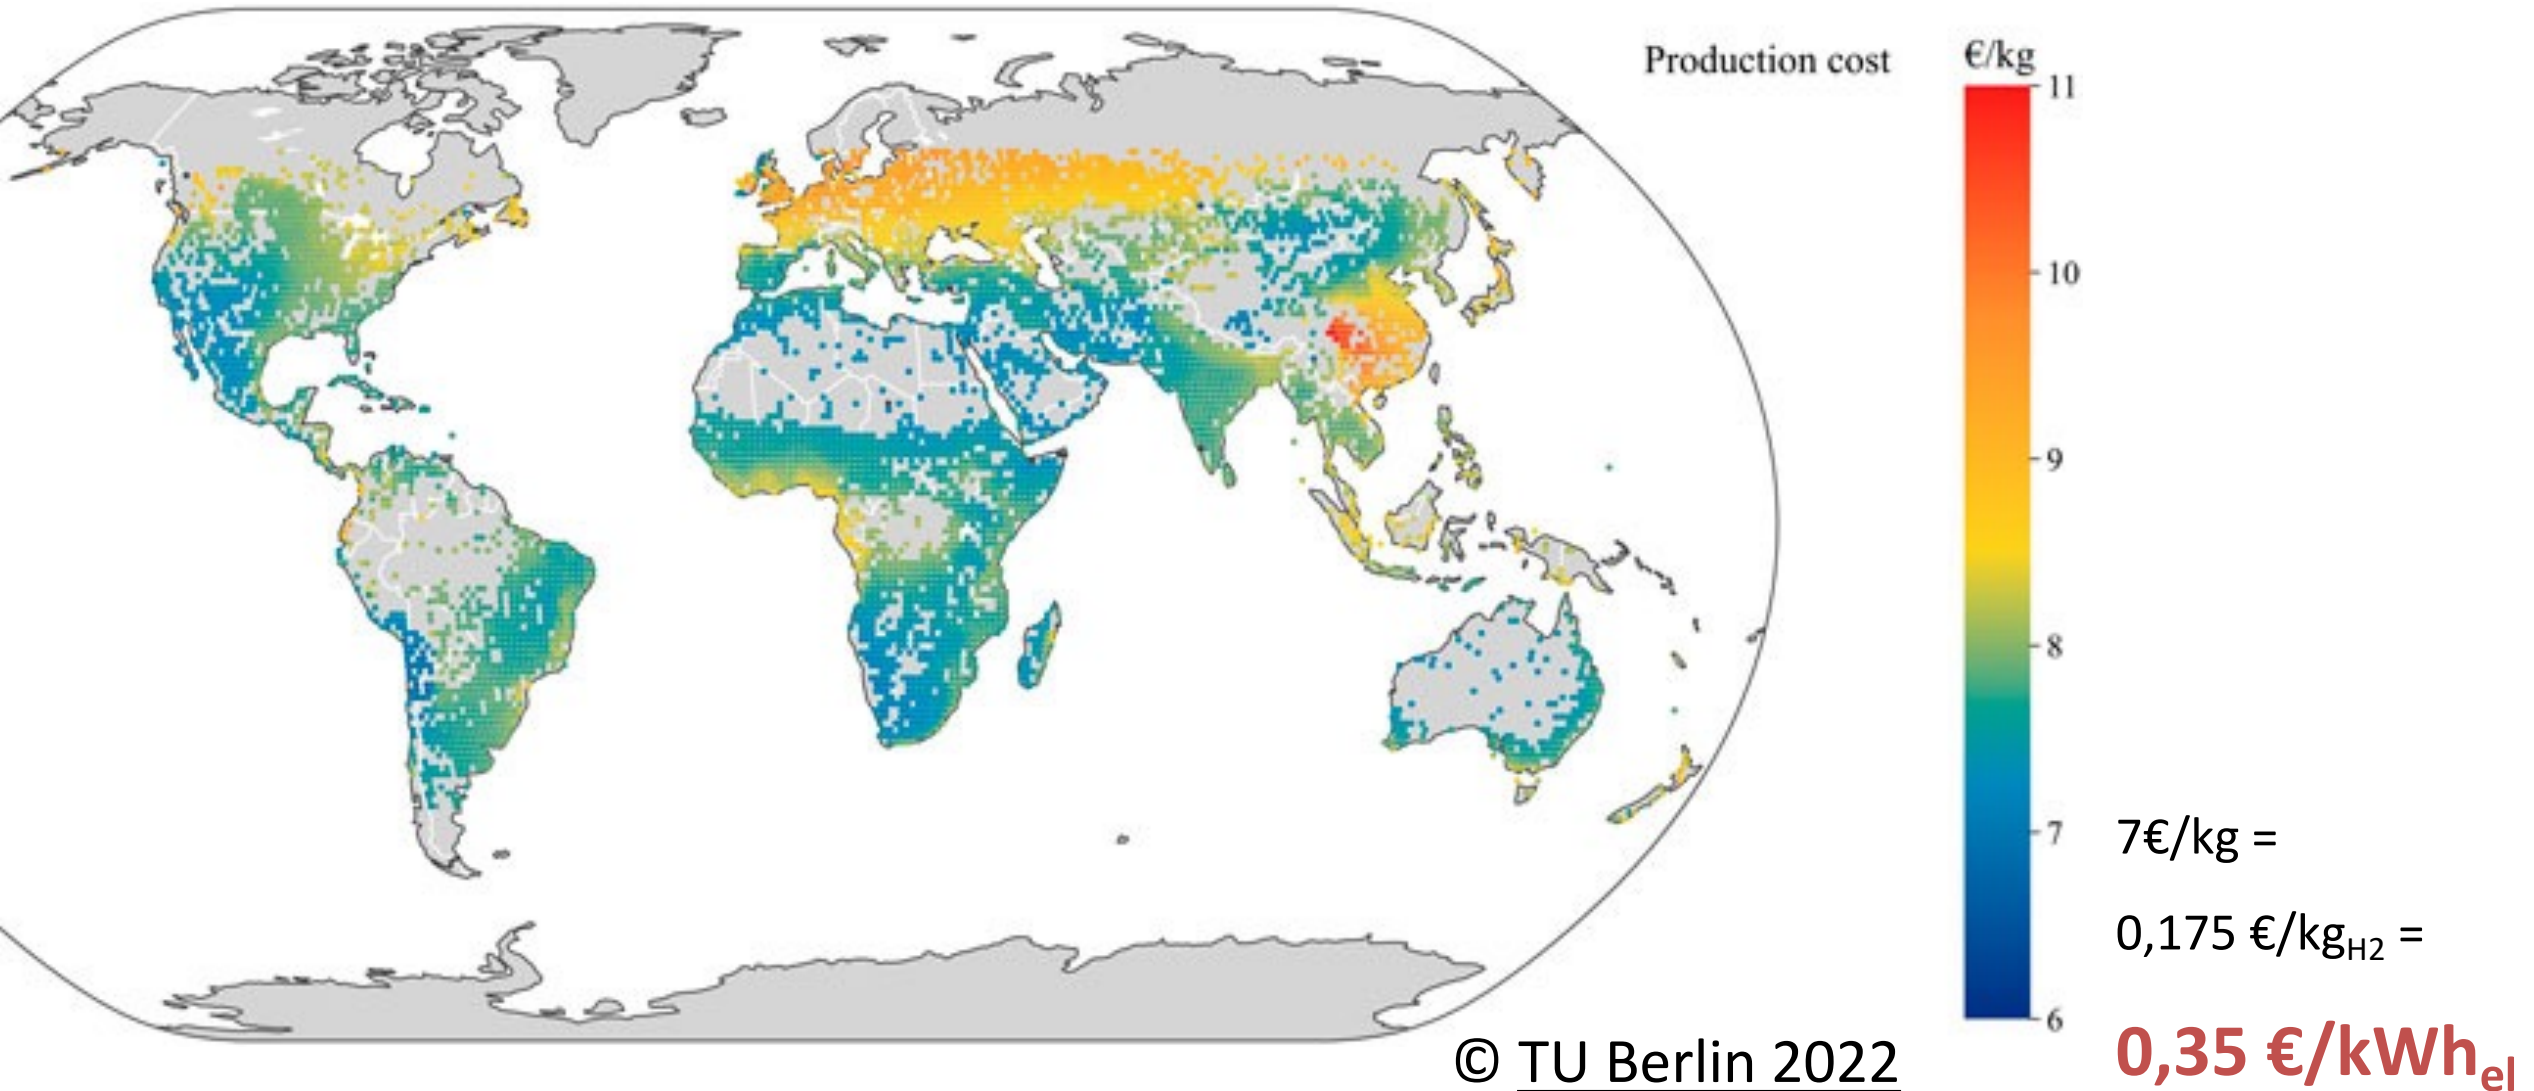 Production cost
€/kg
11
10
9
8
7
6
7€/kg =
0,175 €/kgH2 =
0,35 €/kWhel
© TU Berlin 2022